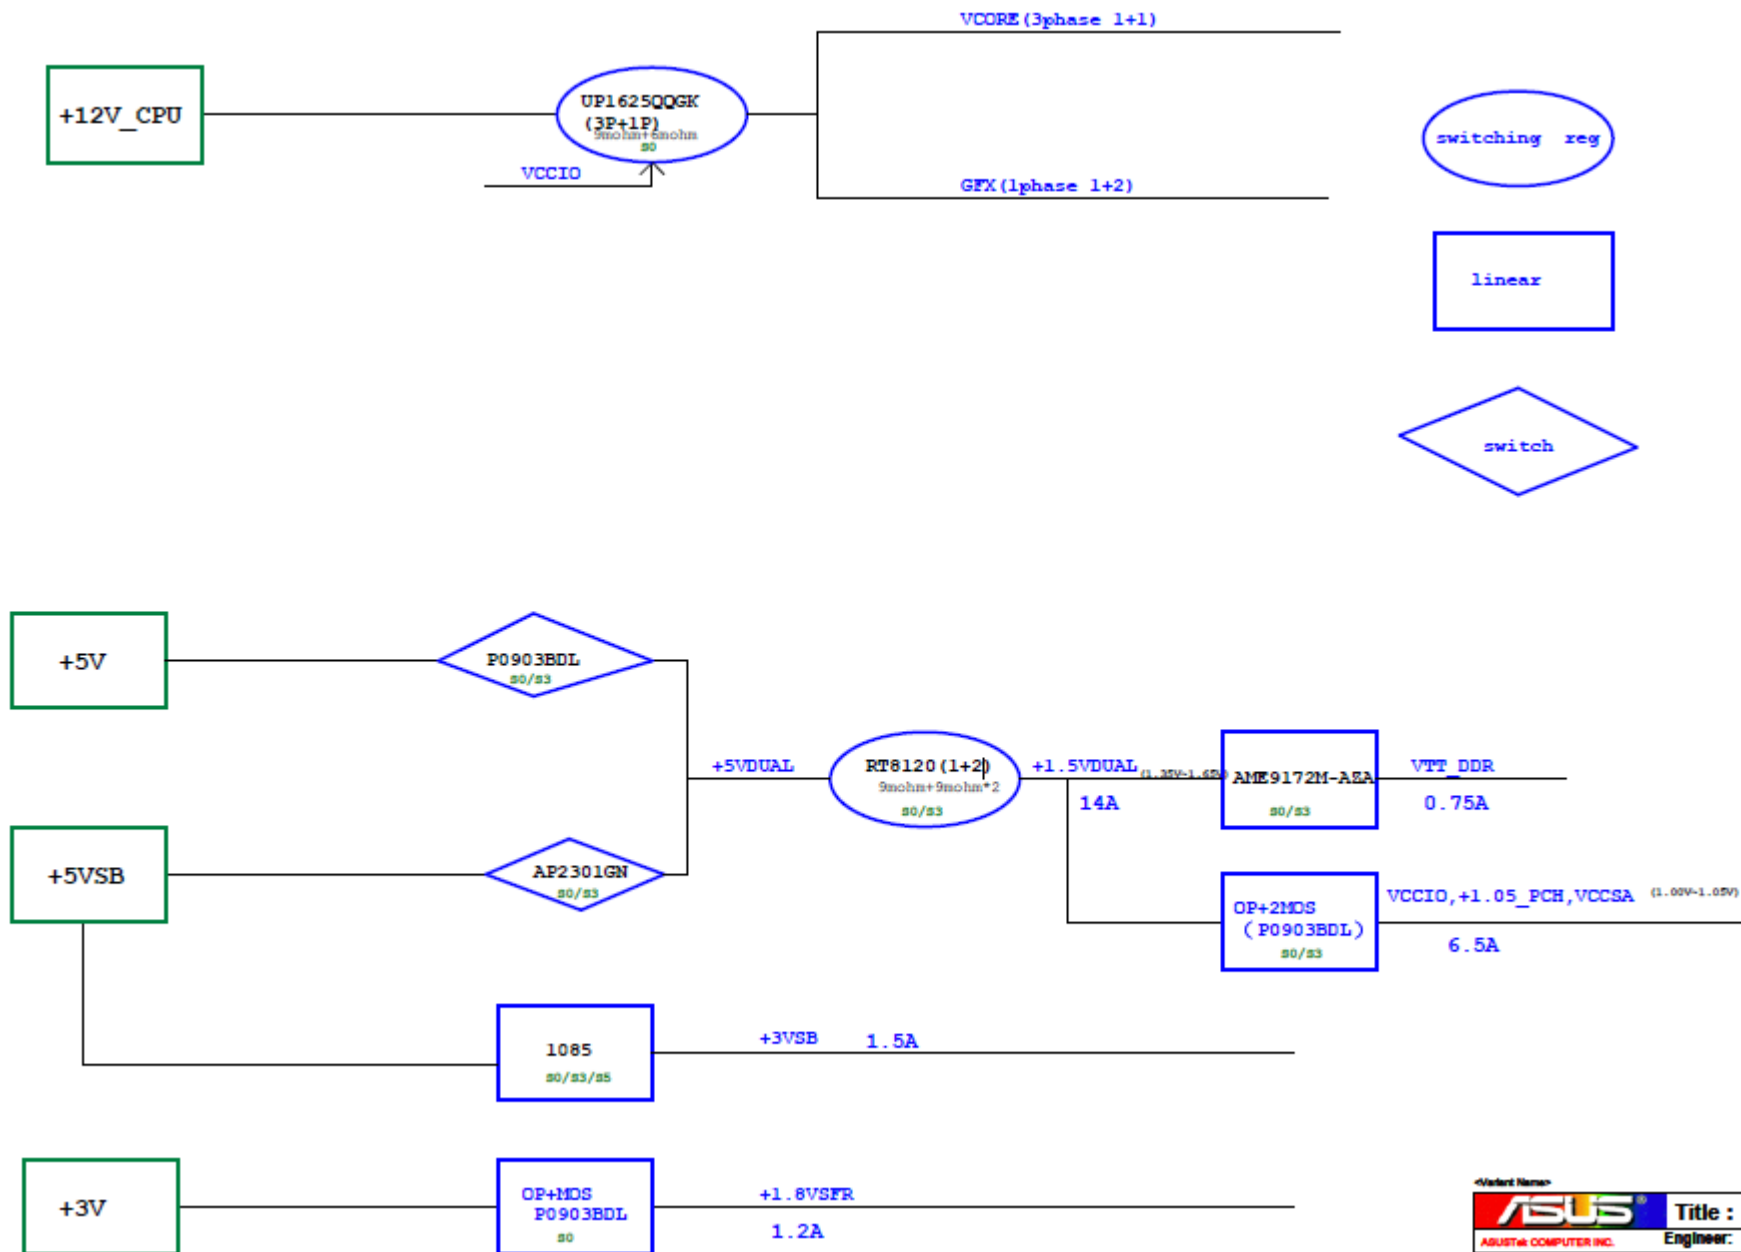 VCORE(3phase 1+1)
+12V_CPU
UP1625QQGK
(3P+1P)
9mohm+6mohm
S0
VCCIO
GFX(1phase 1+2)
switching reg
linear
switch
+5V
P0903BDL
S0/S3
+5VDUAL
RT8120(1+2)
9mohm+9mohm*2
S0/S3
+1.5VDUAL
14A
AME9172M-AZA
S0/S3
VTT_DDR
0.75A
+5VSB
AP2301GN
S0/S3
OP+2MOS
(P0903BDL)
S0/S3
VCCIO,+1.05_PCH,VCCSA (1.00V~1.05V)
6.5A
1085
S0/S3/S5
+3VSB 1.5A
+3V
OP+MOS
P0903BDL
S0
+1.8VSFR
1.2A
<Variant Name>
ASUS®
ASUSTek COMPUTER INC.
Title :
Engineer: